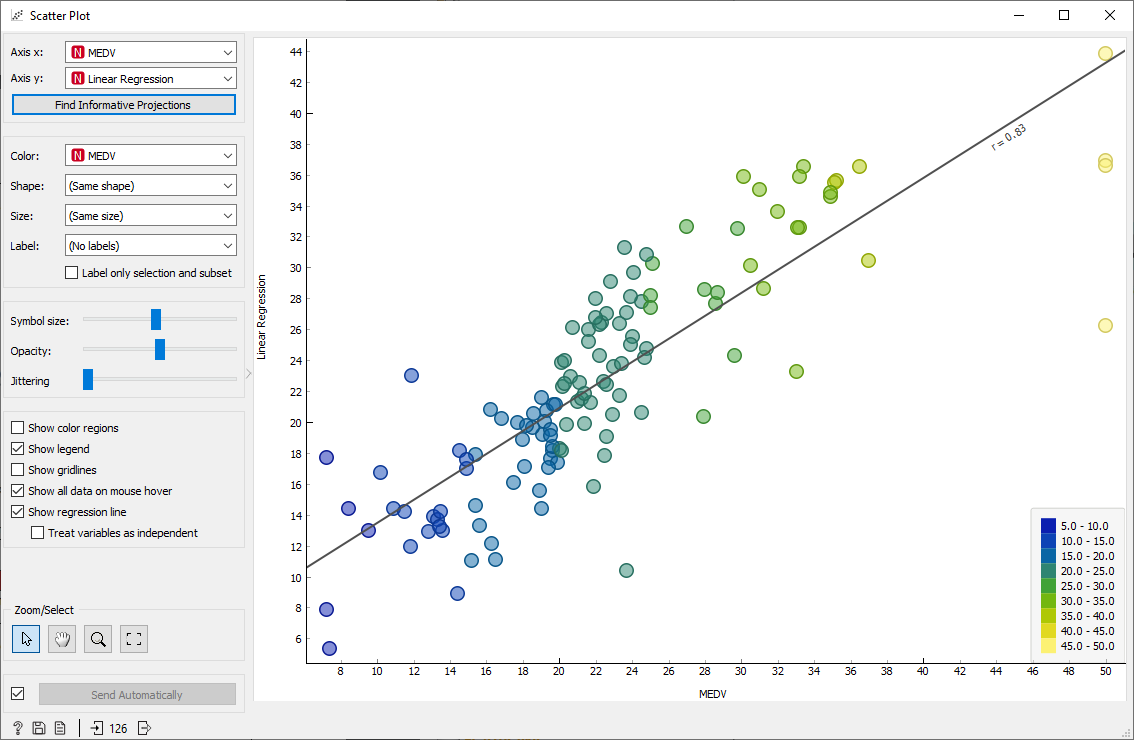 Scatter Plot
Axis x: N MEDV
Axis y: N Linear Regression
Find Informative Projections
Color: N MEDV
Shape: (Same shape)
Size: (Same size)
Label: (No labels)
Label only selection and subset
Symbol size:
Opacity:
Jittering
Show color regions
Show legend
Show gridlines
Show all data on mouse hover
Show regression line
Treat variables as independent
Zoom/Select
Send Automatically
? 126
Linear Regression
44
42
40
38
36
34
32
30
28
26
24
22
20
18
16
14
12
10
8
6
r = 0.83
5.0 - 10.0
10.0 - 15.0
15.0 - 20.0
20.0 - 25.0
25.0 - 30.0
30.0 - 35.0
35.0 - 40.0
40.0 - 45.0
45.0 - 50.0
8 10 12 14 16 18 20 22 24 26 28 30 32 34 36 38 40 42 44 46 48 50
MEDV